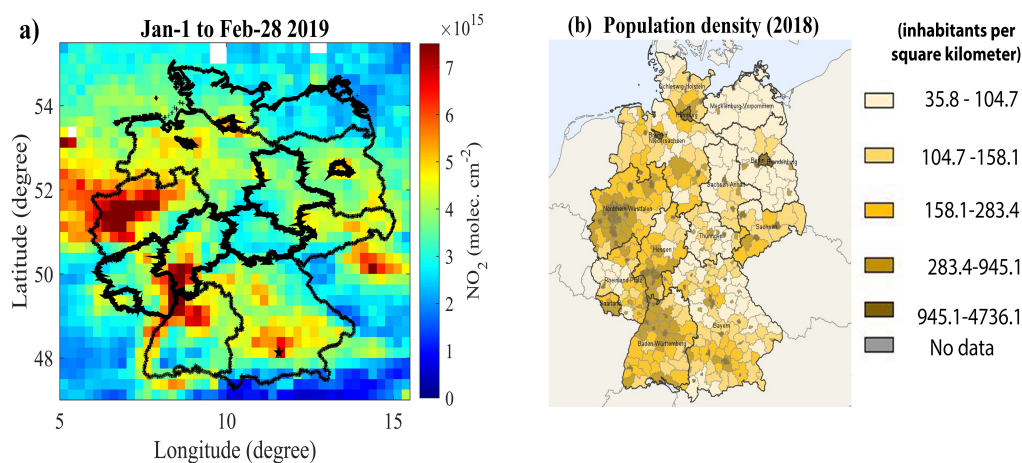 a)
Jan-1 to Feb-28 2019
×10^15
54
52
50
48
5
10
15
Latitude (degree)
Longitude (degree)
7
6
5
4
3
2
1
0
NO₂ (molec. cm⁻²)
(b) Population density (2018)
Schleswig-Holstein
Mecklenburg-Vorpommern
Hamburg
Bremen
Niedersachsen
Berlin
Brandenburg
Sachsen-Anhalt
Nordrhein-Westfalen
Sachsen
Thüringen
Hessen
Rheinland-Pfalz
Saarland
Bayern
Baden-Württemberg
(inhabitants per
square kilometer)
35.8 - 104.7
104.7 -158.1
158.1-283.4
283.4-945.1
945.1-4736.1
No data